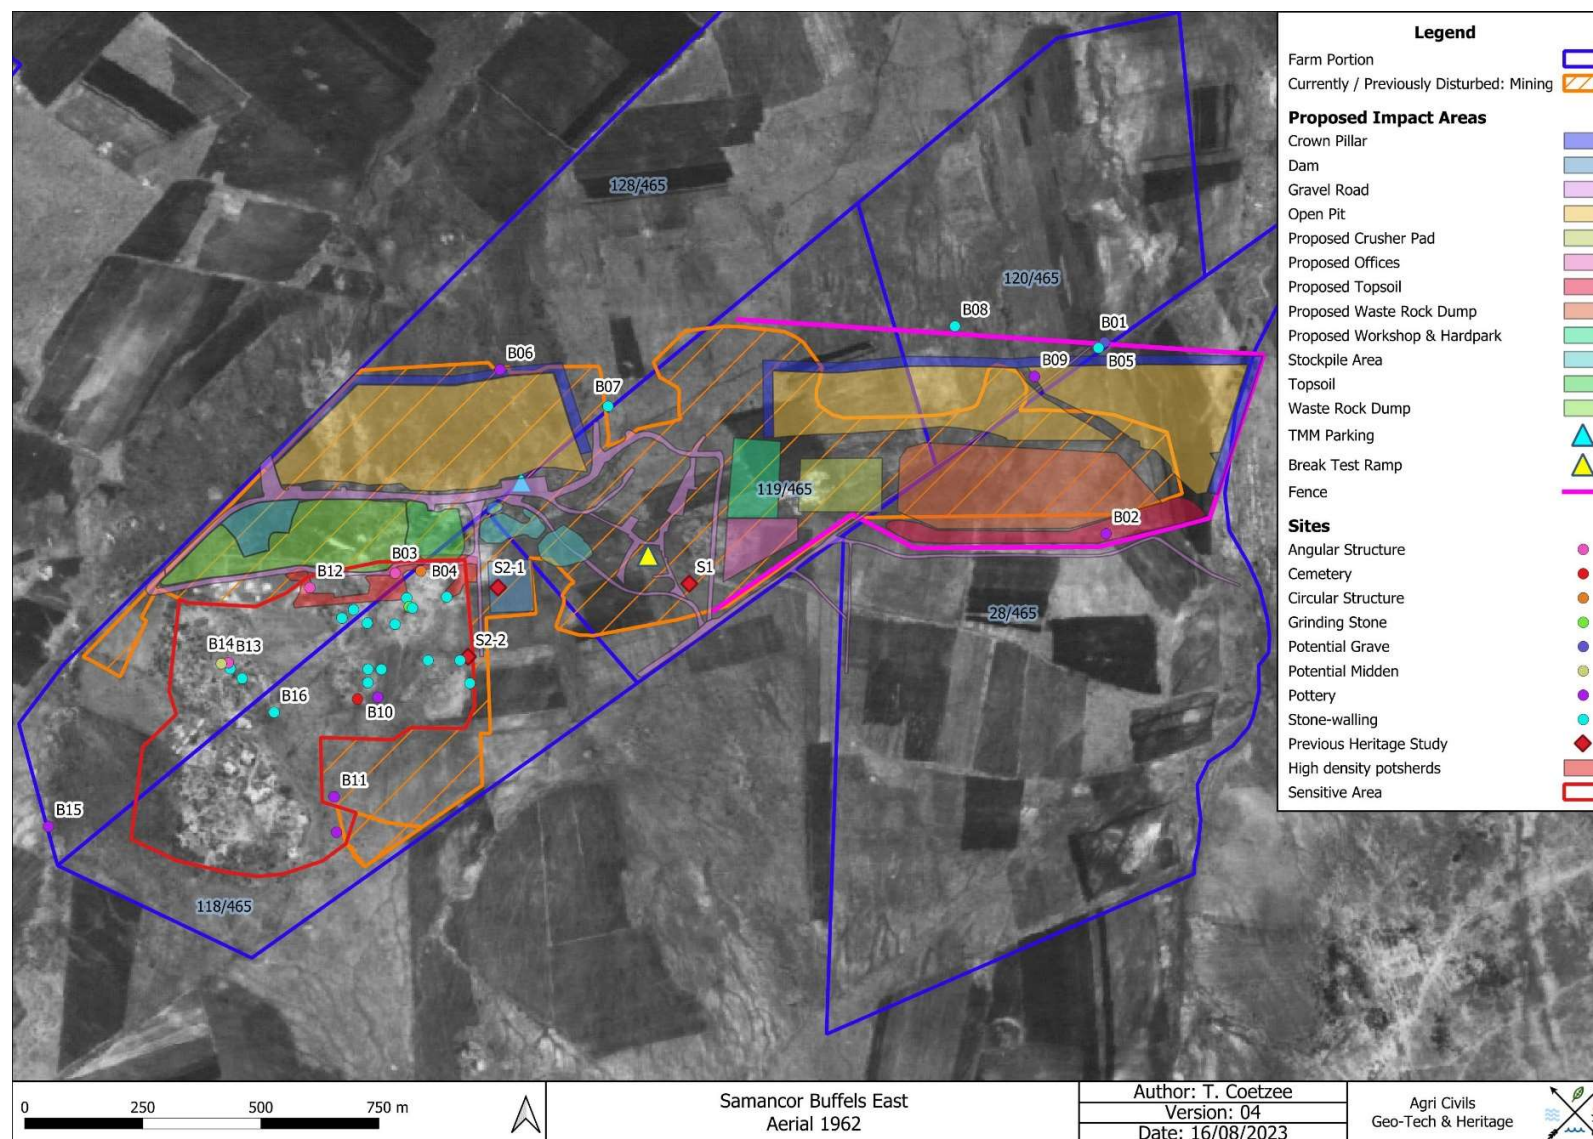 Legend
Farm Portion
Currently / Previously Disturbed: Mining
Proposed Impact Areas
Crown Pillar
Dam
Gravel Road
Open Pit
Proposed Crusher Pad
Proposed Offices
Proposed Topsoil
Proposed Waste Rock Dump
Proposed Workshop & Hardpark
Stockpile Area
Topsoil
Waste Rock Dump
TMM Parking
Break Test Ramp
Fence
Sites
Angular Structure
Cemetery
Circular Structure
Grinding Stone
Potential Grave
Potential Midden
Pottery
Stone-walling
Previous Heritage Study
High density potsherds
Sensitive Area
128/465
120/465
B08
B01
B05
B09
B06
B07
119/465
B02
B03
B04
B12
S2-1
S1
28/465
S2-2
B14 B13
B16
B10
B11
B15
118/465
0 250 500 750 m
Samancor Buffels East
Aerial 1962
Author: T. Coetzee
Version: 04
Date: 16/08/2023
Agri Civils
Geo-Tech & Heritage